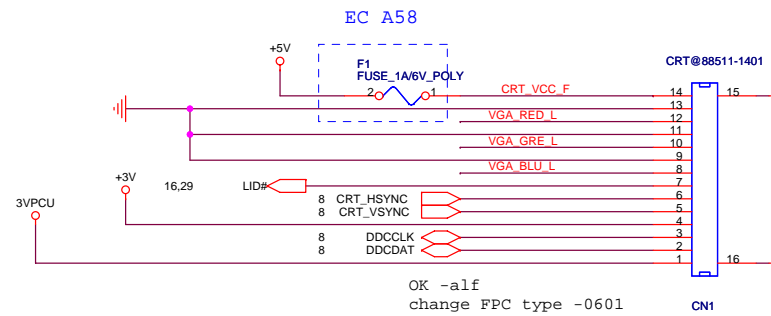 EC A58
+5V
F1
FUSE_1A/6V_POLY
CRT@88511-1401
2
1
CRT_VCC_F
14
15
13
VGA_RED_L
12
11
VGA_GRE_L
10
9
VGA_BLU_L
8
+3V
16,29
LID#
7
8
CRT_HSYNC
6
3VPCU
8
CRT_VSYNC
5
4
8
DDCCLK
3
8
DDCDAT
2
1
16
OK -alf
change FPC type -0601
CN1